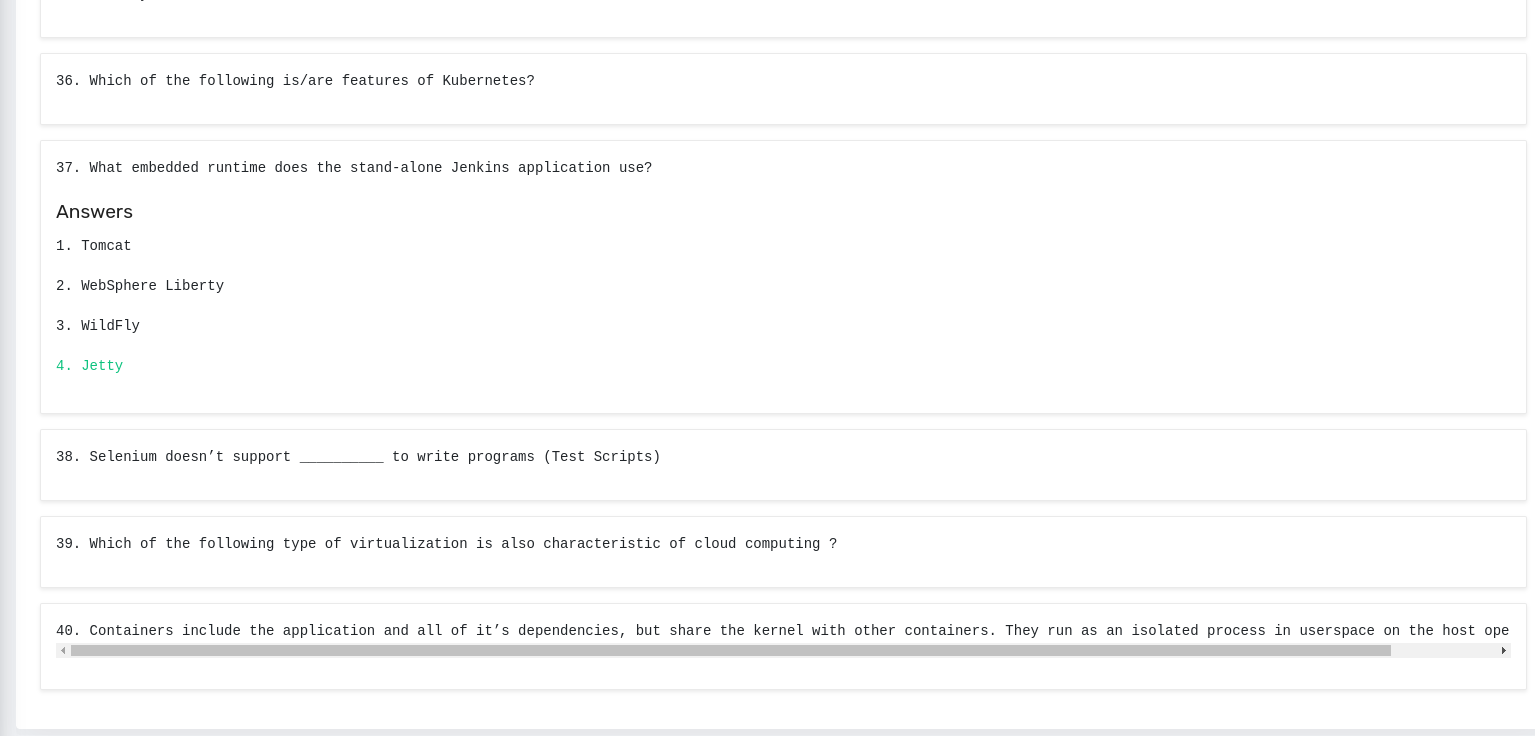 36. Which of the following is/are features of Kubernetes?
37. What embedded runtime does the stand-alone Jenkins application use?
Answers
1. Tomcat
2. WebSphere Liberty
3. WildFly
4. Jetty
38. Selenium doesn’t support __________ to write programs (Test Scripts)
39. Which of the following type of virtualization is also characteristic of cloud computing ?
40. Containers include the application and all of it’s dependencies, but share the kernel with other containers. They run as an isolated process in userspace on the host ope